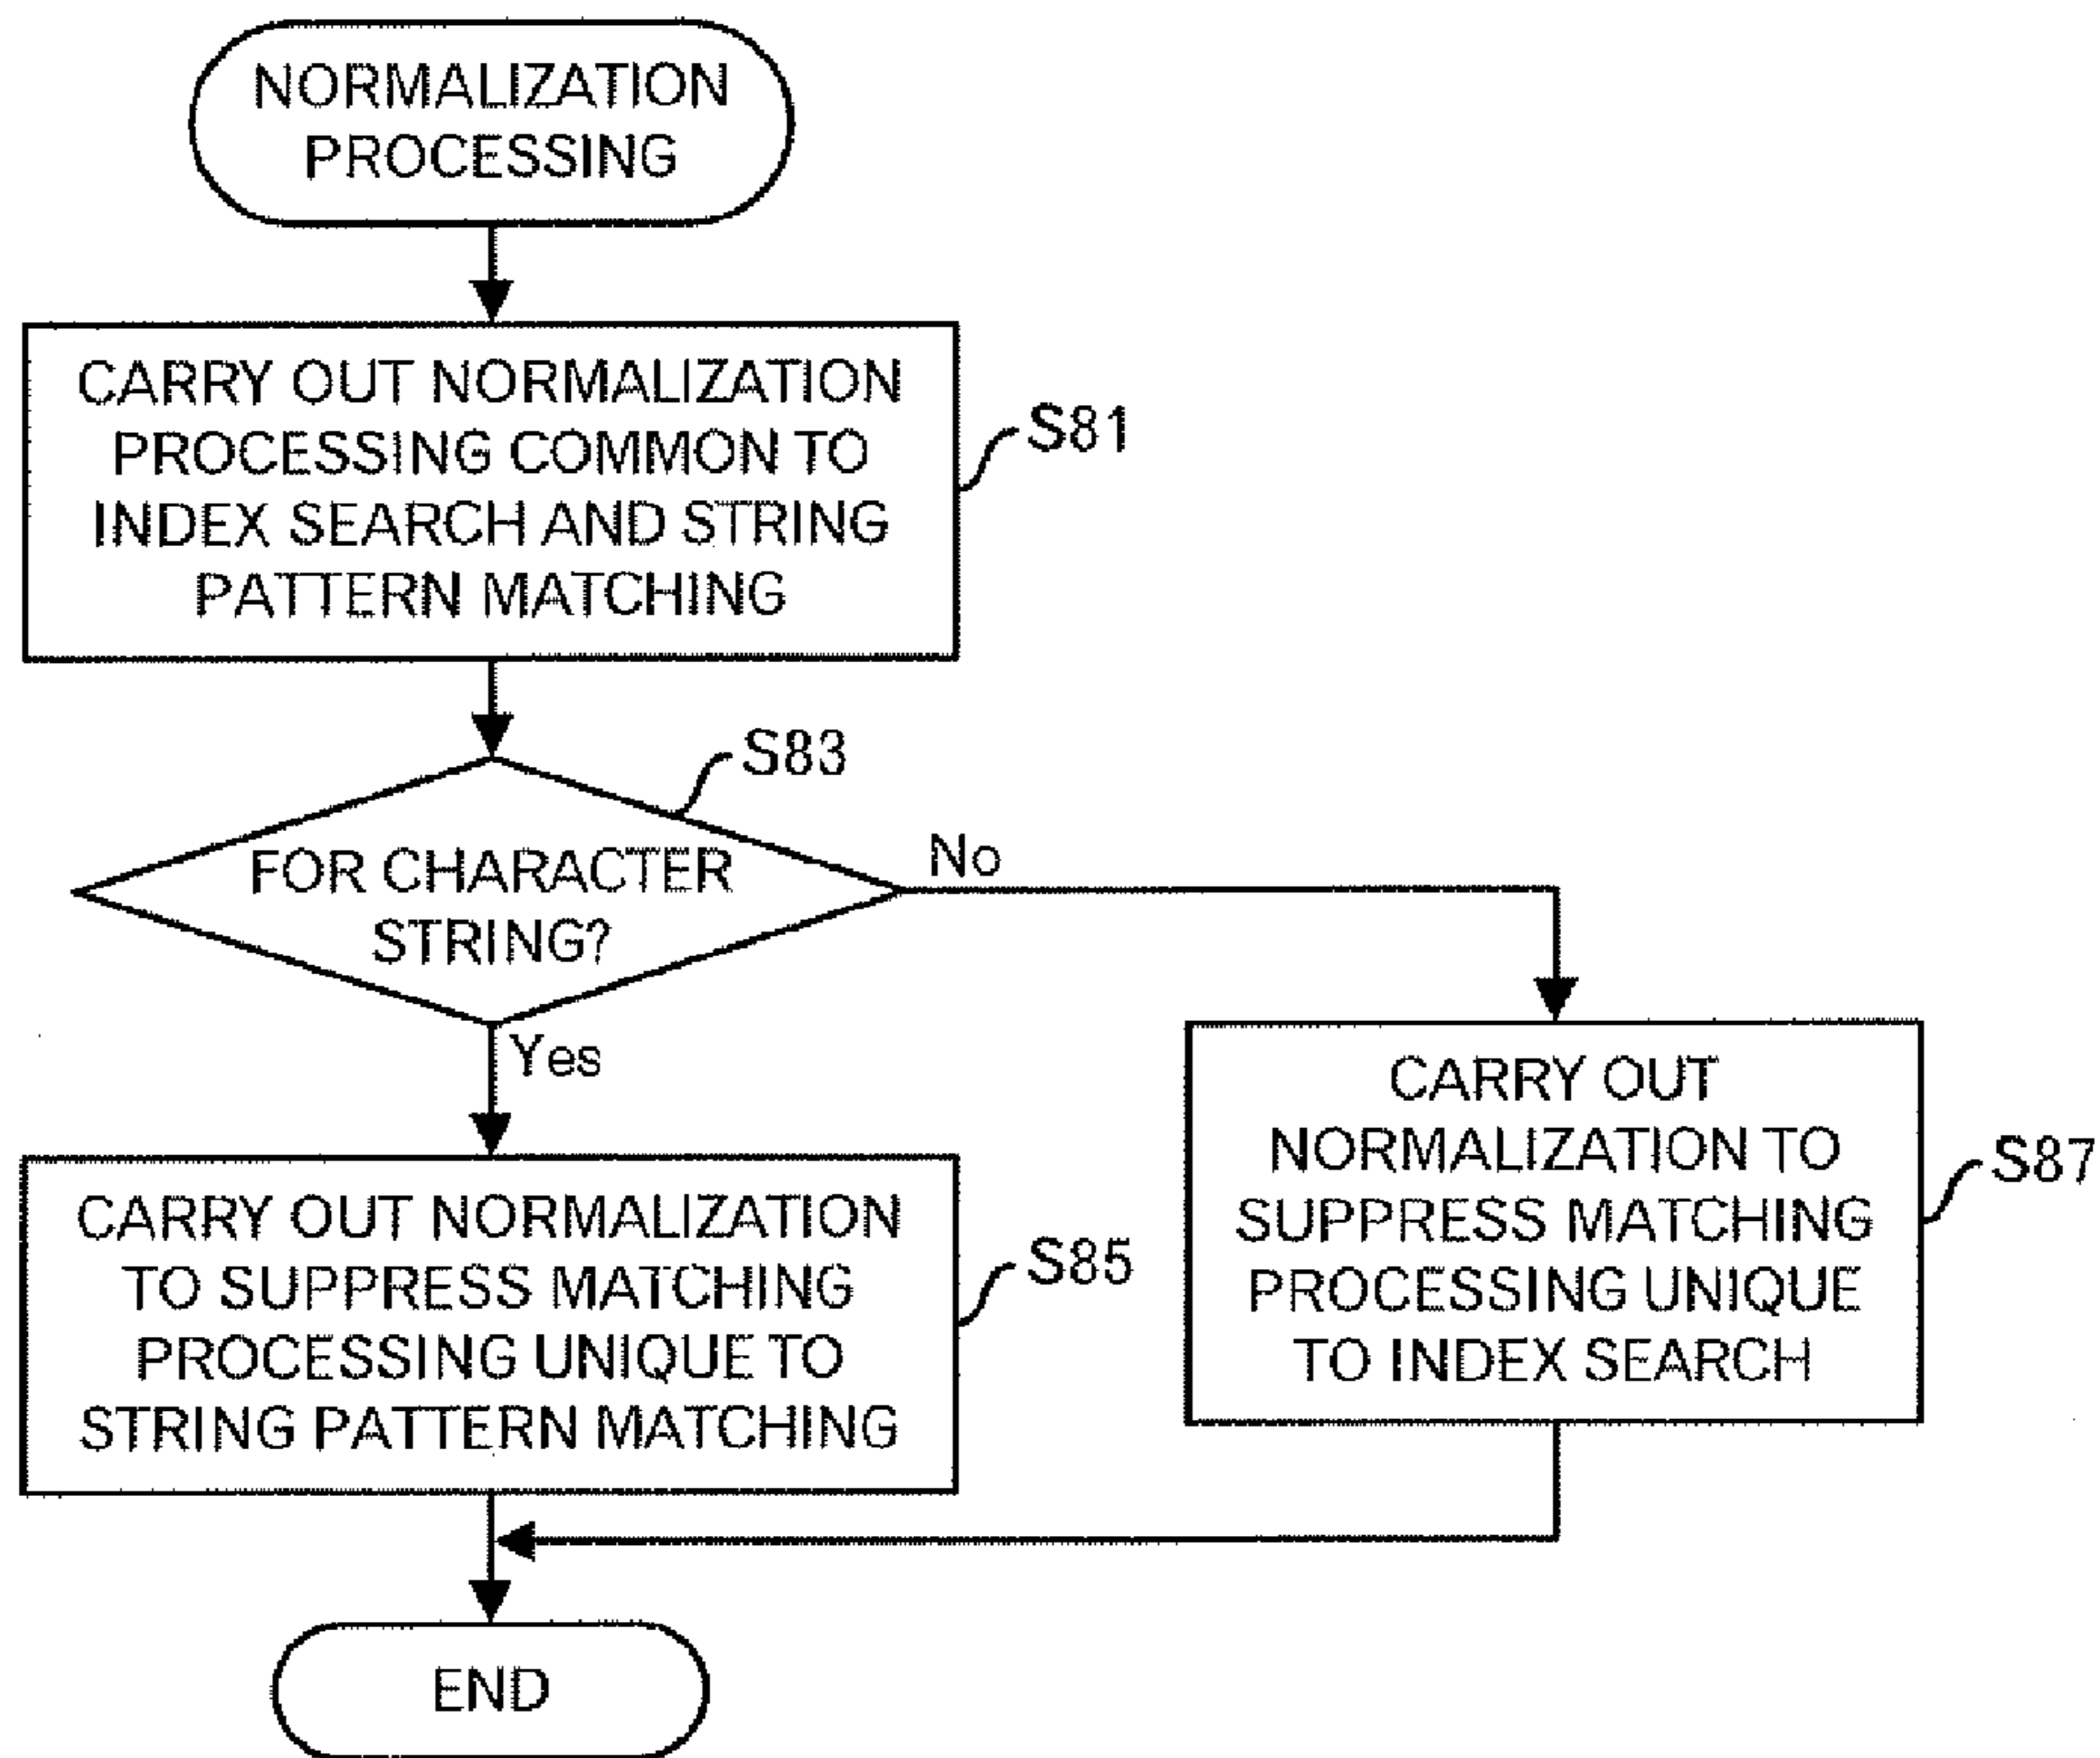 NORMALIZATION
PROCESSING
CARRY OUT NORMALIZATION
PROCESSING COMMON TO
INDEX SEARCH AND STRING
PATTERN MATCHING
S81
S83
FOR CHARACTER
STRING?
No
Yes
CARRY OUT NORMALIZATION
TO SUPPRESS MATCHING
PROCESSING UNIQUE TO
STRING PATTERN MATCHING
S85
CARRY OUT
NORMALIZATION TO
SUPPRESS MATCHING
PROCESSING UNIQUE
TO INDEX SEARCH
S87
END